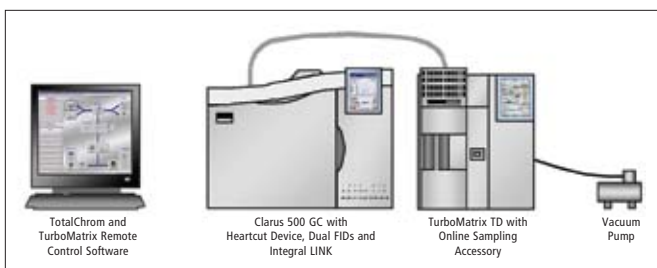 TotalChrom and
TurboMatrix Remote
Control Software
Clarus 500 GC with
Heartcut Device, Dual FIDs and
Integral LINK
TurboMatrix TD with
Online Sampling
Accessory
Vacuum
Pump